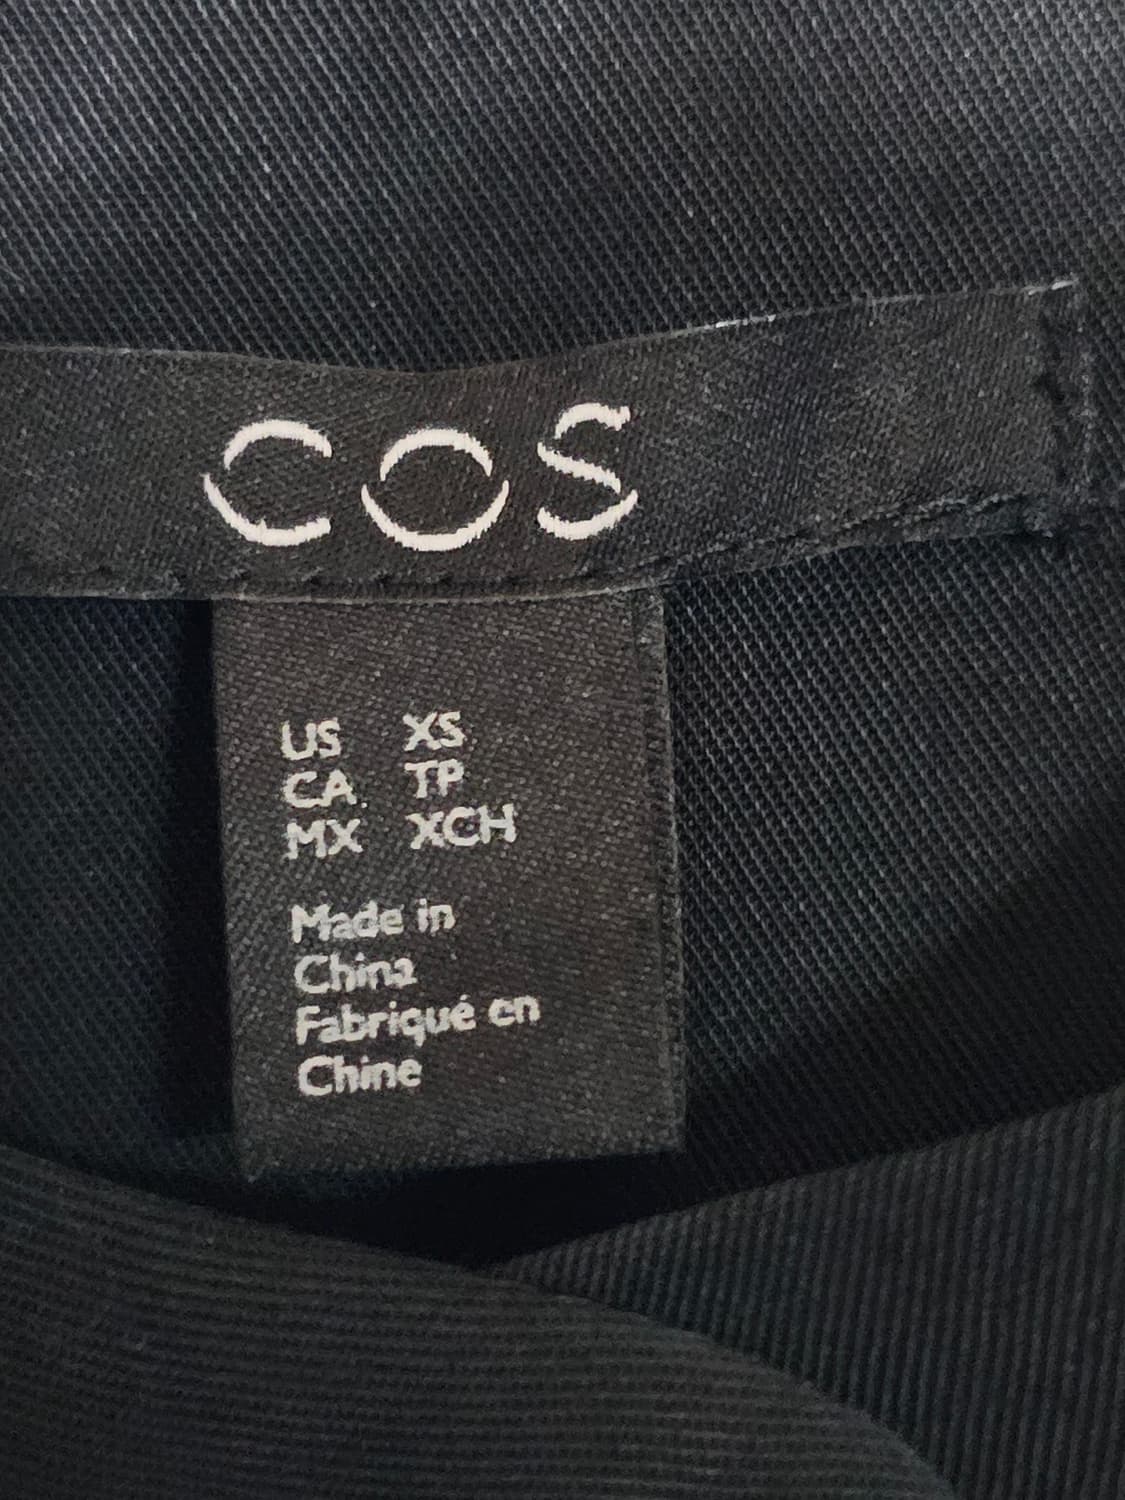 COS
US XS
CA TP
MX XCH
Made in
China
Fabriqué en
Chine